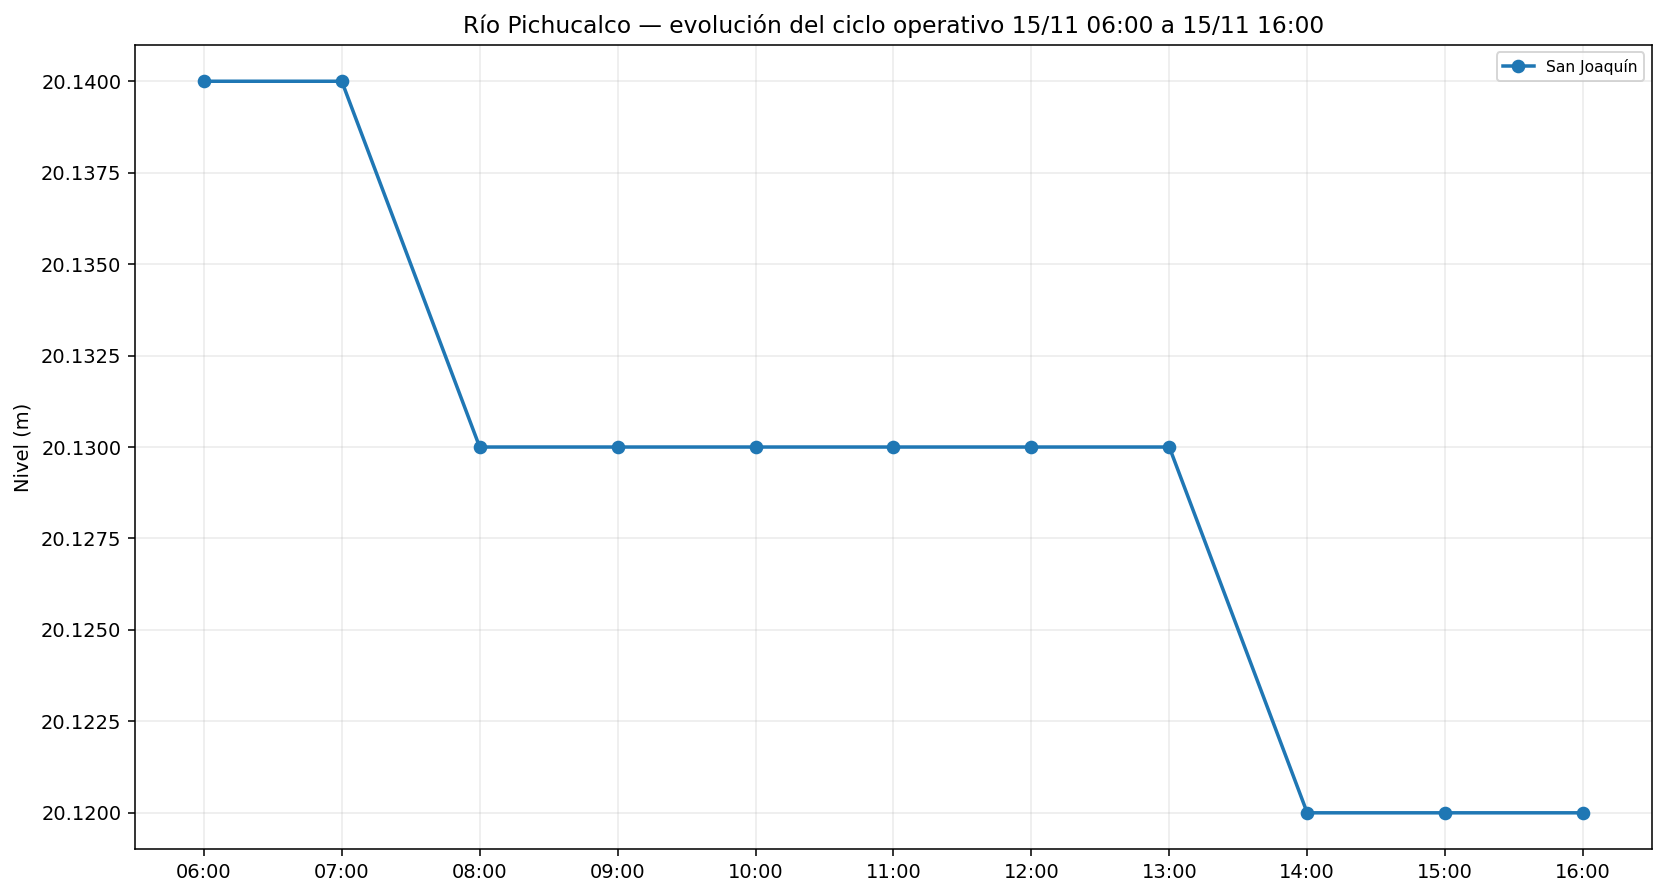 Río Pichucalco — evolución del ciclo operativo 15/11 06:00 a 15/11 16:00
San Joaquín
Nivel (m)
20.1400
20.1375
20.1350
20.1325
20.1300
20.1275
20.1250
20.1225
20.1200
06:00 07:00 08:00 09:00 10:00 11:00 12:00 13:00 14:00 15:00 16:00